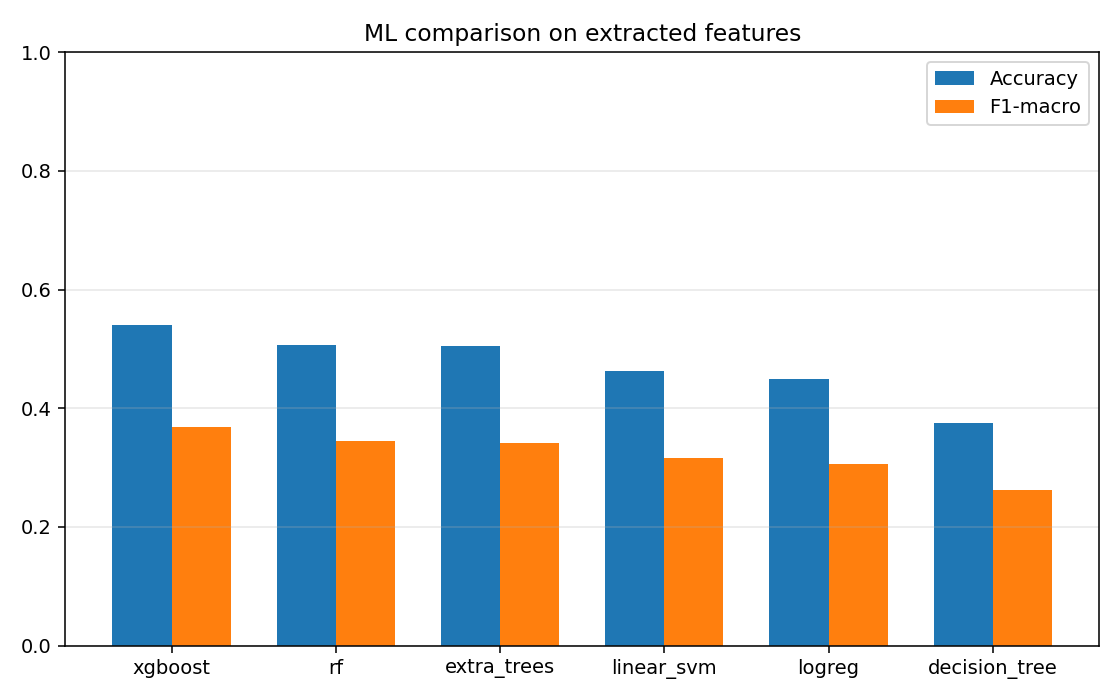 ML comparison on extracted features
1.0
Accuracy
F1-macro
0.8
0.6
0.4
0.2
0.0
xgboost rf extra_trees linear_svm logreg decision_tree